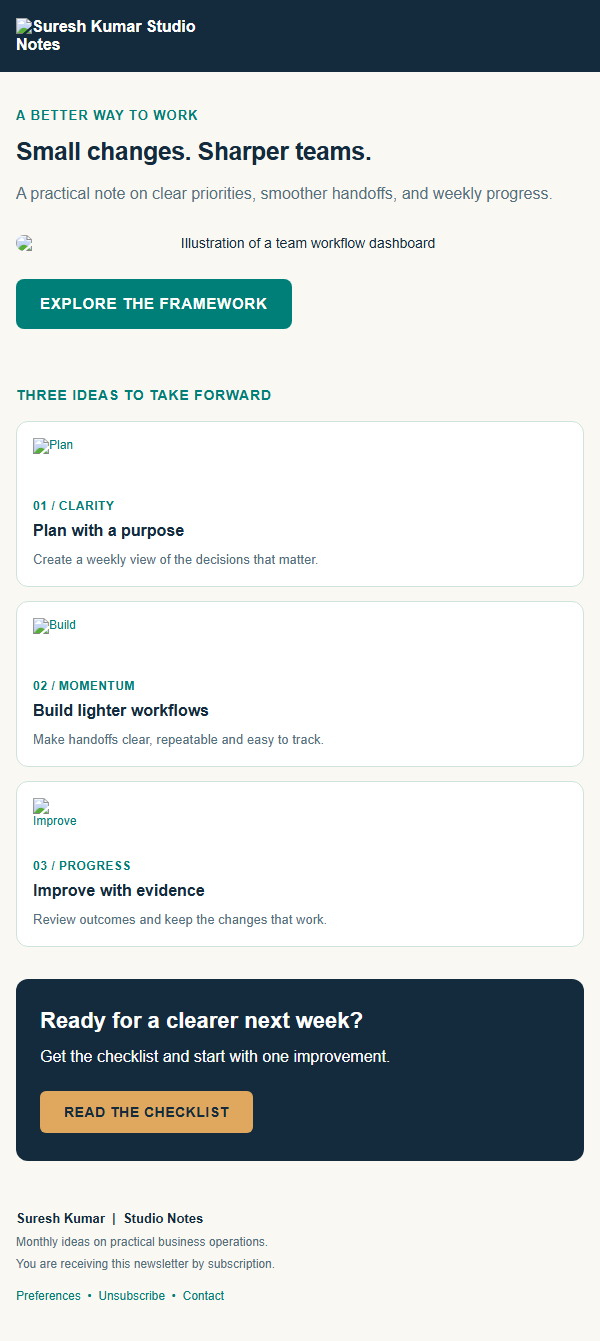 Suresh Kumar Studio
Notes
A BETTER WAY TO WORK
Small changes. Sharper teams.
A practical note on clear priorities, smoother handoffs, and weekly progress.
Illustration of a team workflow dashboard
EXPLORE THE FRAMEWORK
THREE IDEAS TO TAKE FORWARD
Plan
01 / CLARITY
Plan with a purpose
Create a weekly view of the decisions that matter.
Build
02 / MOMENTUM
Build lighter workflows
Make handoffs clear, repeatable and easy to track.
Improve
03 / PROGRESS
Improve with evidence
Review outcomes and keep the changes that work.
Ready for a clearer next week?
Get the checklist and start with one improvement.
READ THE CHECKLIST
Suresh Kumar | Studio Notes
Monthly ideas on practical business operations.
You are receiving this newsletter by subscription.
Preferences • Unsubscribe • Contact